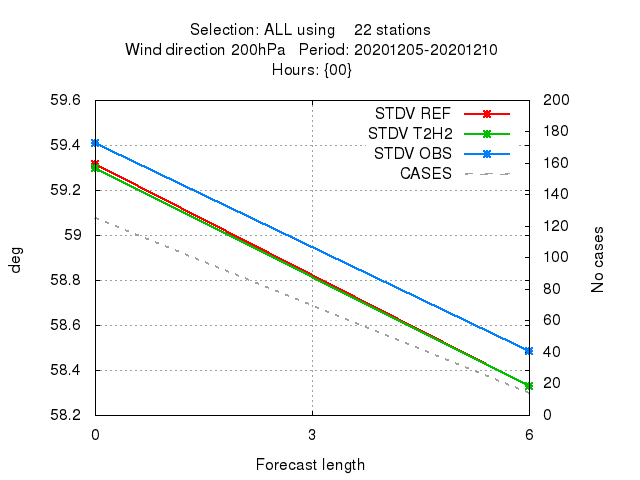 Selection: ALL using    22 stations
Wind direction 200hPa   Period: 20201205-20201210
Hours: {00}
59.6
59.4
59.2
59
58.8
58.6
58.4
58.2
deg
STDV REF
STDV T2H2
STDV OBS
CASES
200
180
160
140
120
100
80
60
40
20
0
No cases
0
3
6
Forecast length